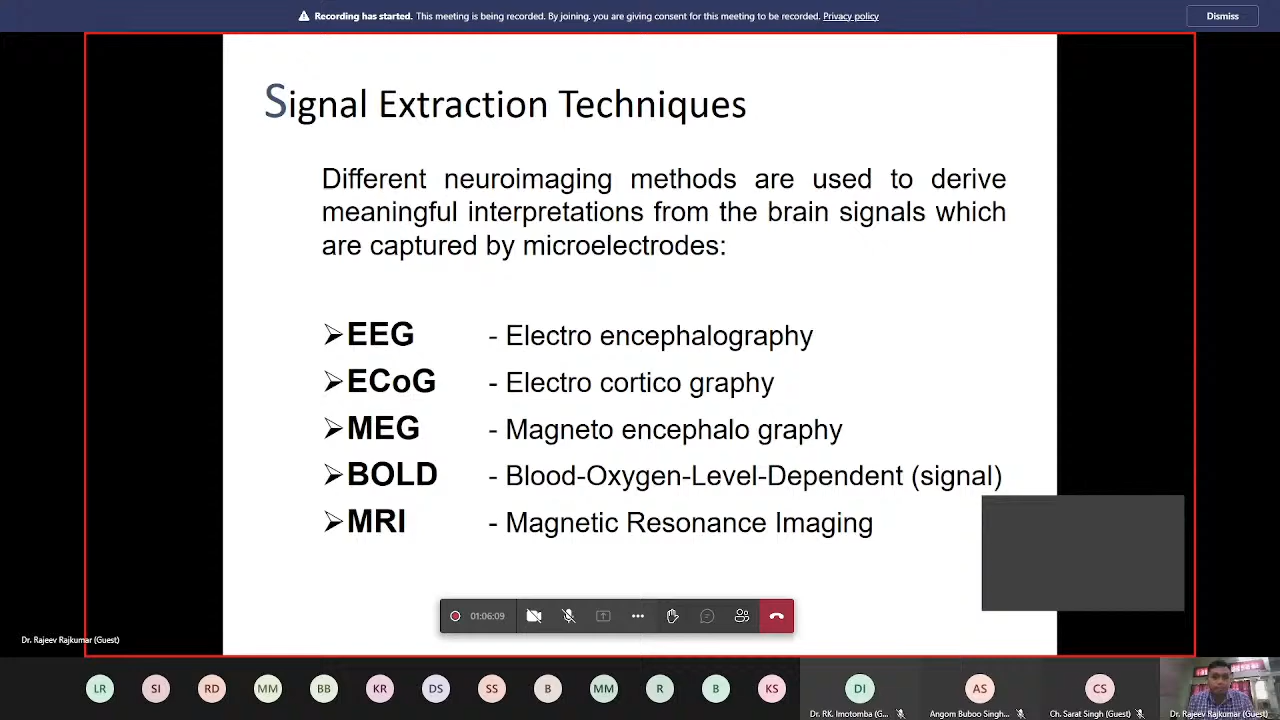 Recording has started. This meeting is being recorded. By joining, you are giving consent for this meeting to be recorded. Privacy policy
Dismiss
Signal Extraction Techniques
Different neuroimaging methods are used to derive
meaningful interpretations from the brain signals which
are captured by microelectrodes:
➢EEG - Electro encephalography
➢ECoG - Electro cortico graphy
➢MEG - Magneto encephalo graphy
➢BOLD - Blood-Oxygen-Level-Dependent (signal)
➢MRI - Magnetic Resonance Imaging
01:06:09
Dr. Rajeev Rajkumar (Guest)
LR SI RD MM BB KR DS SS B MM R B KS DI AS CS
Dr. RK. Imotomba (G... Angom Buboo Singh... Ch. Sarat Singh (Guest) Dr. Rajeev Rajkumar (Guest)